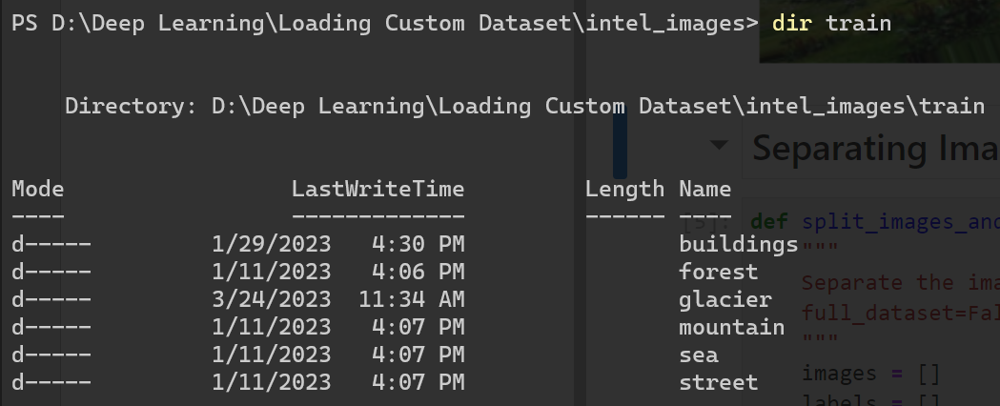 PS D:\Deep Learning\Loading Custom Dataset\intel_images> dir train
Directory: D:\Deep Learning\Loading Custom Dataset\intel_images\train
Separating Ima
Mode LastWriteTime Length Name
---- ------------- ------ ----
[5]: def split_images_and
d----- 1/29/2023 4:30 PM buildings
"""
d----- 1/11/2023 4:06 PM forest
Separate the ima
d----- 3/24/2023 11:34 AM glacier
full_dataset=Fal
d----- 1/11/2023 4:07 PM mountain
"""
d----- 1/11/2023 4:07 PM sea
images = []
d----- 1/11/2023 4:07 PM street
labels = []